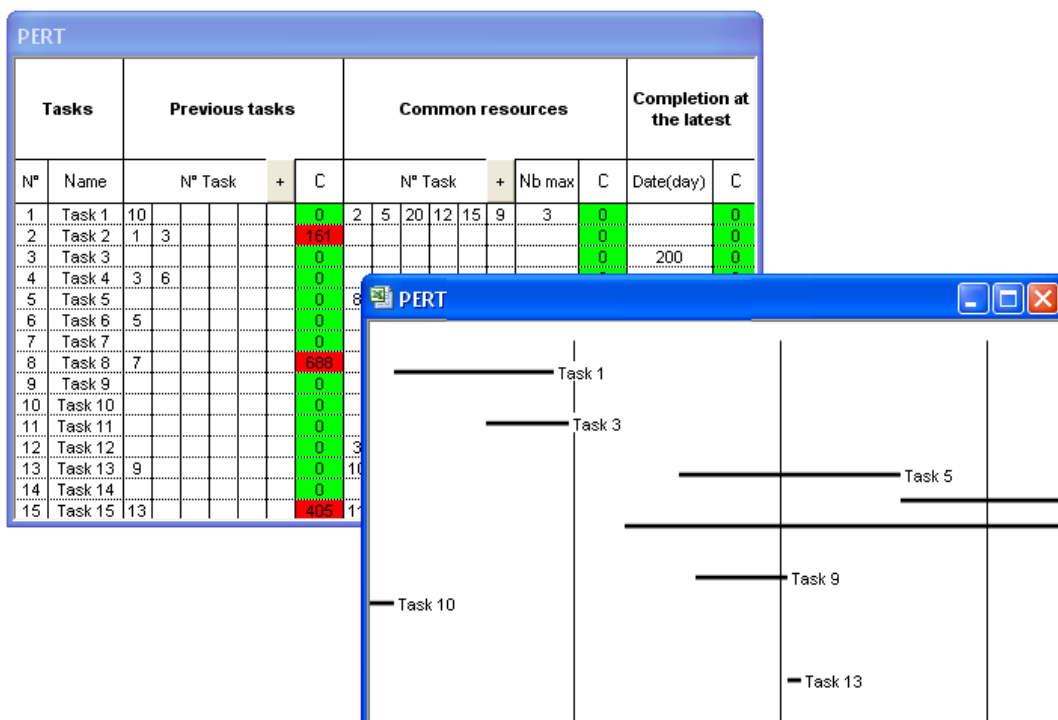 PERT
Tasks Previous tasks Common resources Completion at the latest
N° Name N° Task + C N° Task + Nb max C Date(day) C
1 Task 1 10 0 2 5 20 12 15 9 3 0 0
2 Task 2 1 3 161 0 0
3 Task 3 0 0 200 0
4 Task 4 3 6 0
5 Task 5 0 8
6 Task 6 5 0
7 Task 7 0
8 Task 8 7 688
9 Task 9 0
10 Task 10 0
11 Task 11 0
12 Task 12 0 3
13 Task 13 9 0 10
14 Task 14 0
15 Task 15 13 405 11
PERT
Task 1
Task 3
Task 5
Task 9
Task 10
Task 13